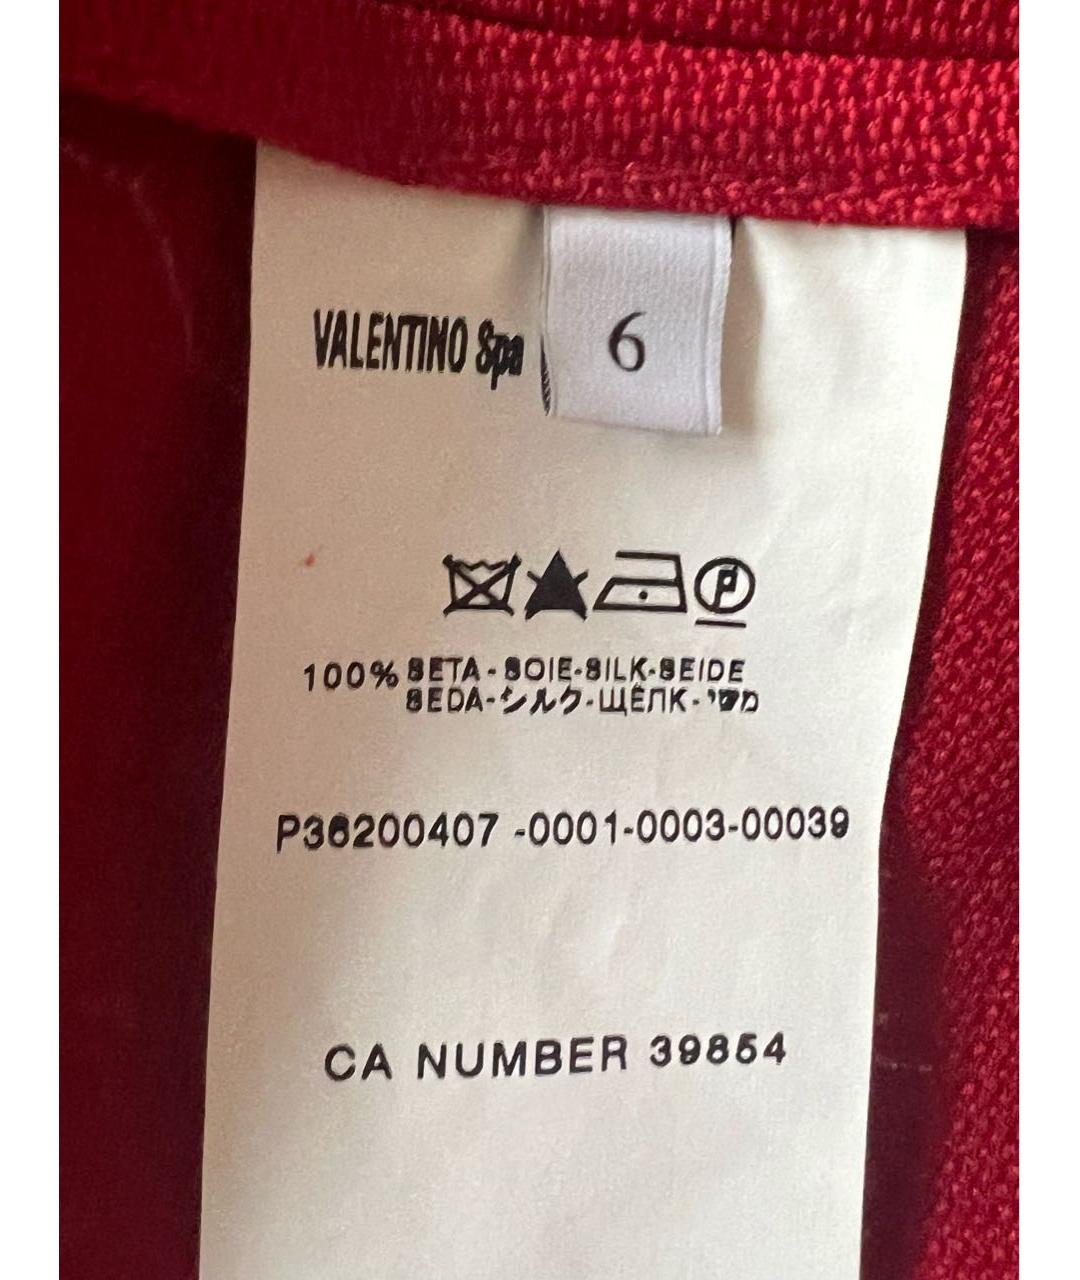 VALENTINO Spa
6
100% SETA-SOIE-SILK-SEIDE
SEDA-シルク-ЩЁЛК-משי
P36200407 -0001-0003-00039
CA NUMBER 39854